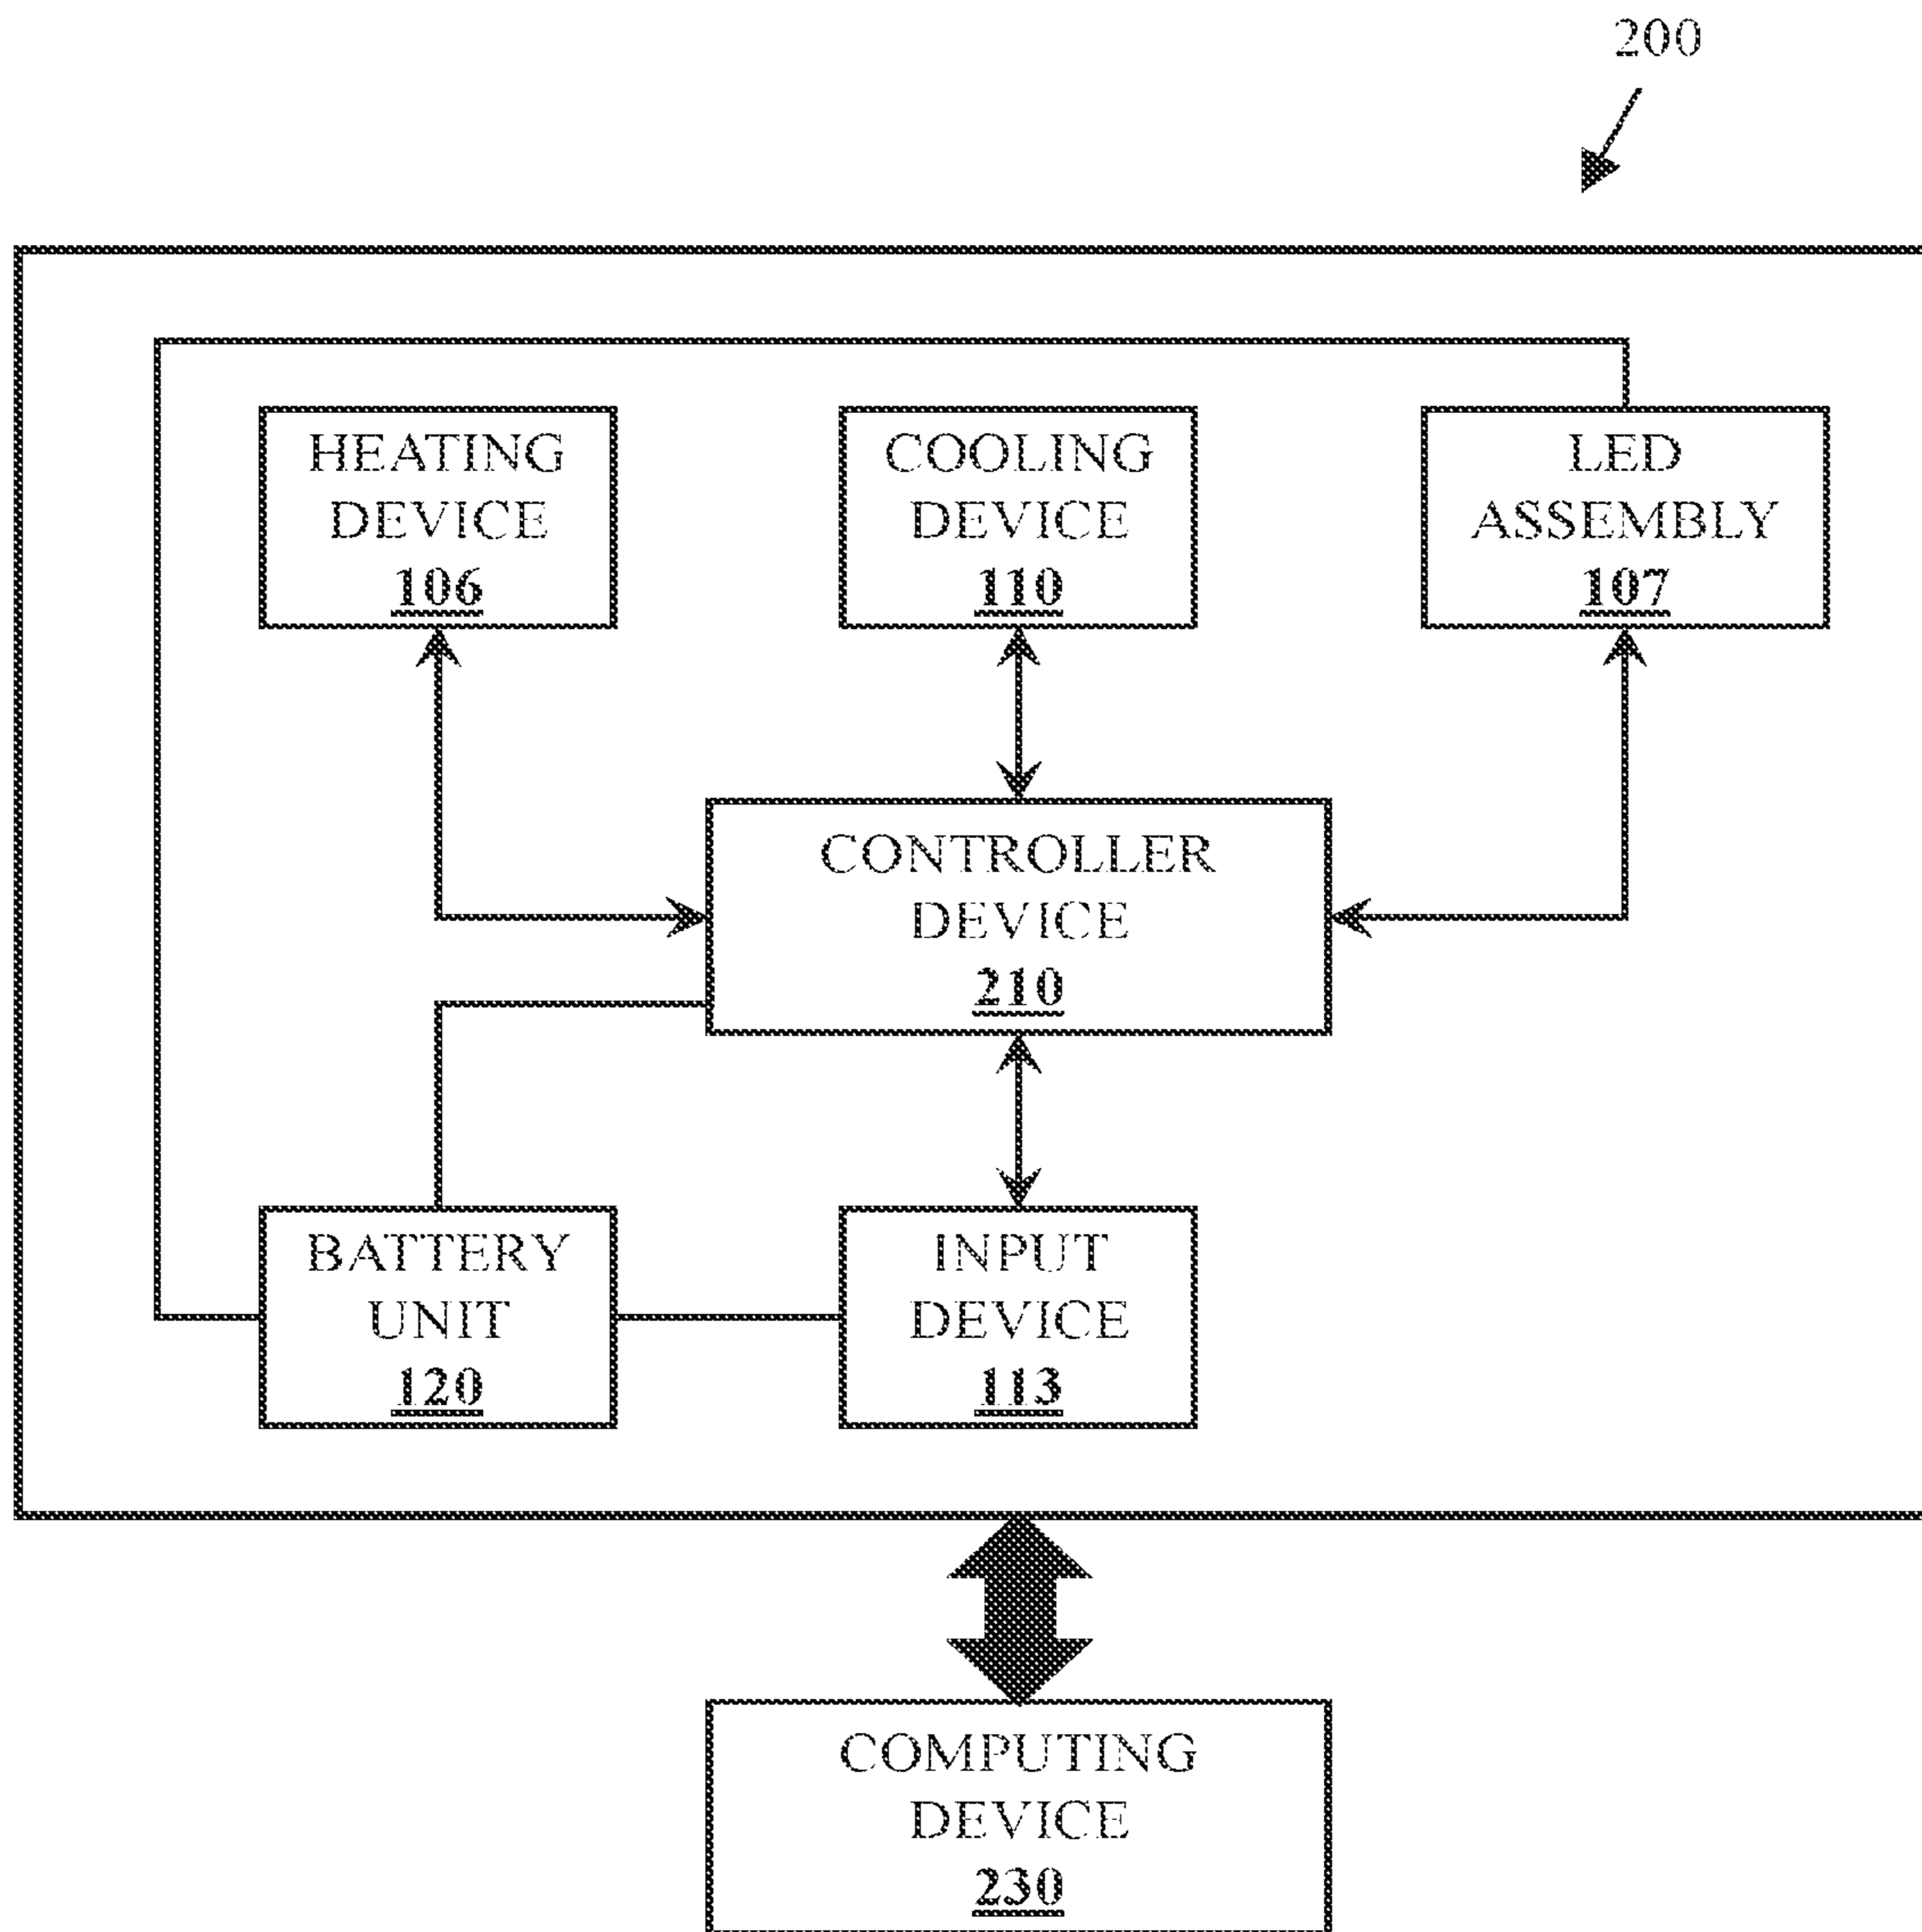 200
HEATING
DEVICE
106
COOLING
DEVICE
110
LED
ASSEMBLY
107
CONTROLLER
DEVICE
210
BATTERY
UNIT
120
INPUT
DEVICE
113
COMPUTING
DEVICE
230